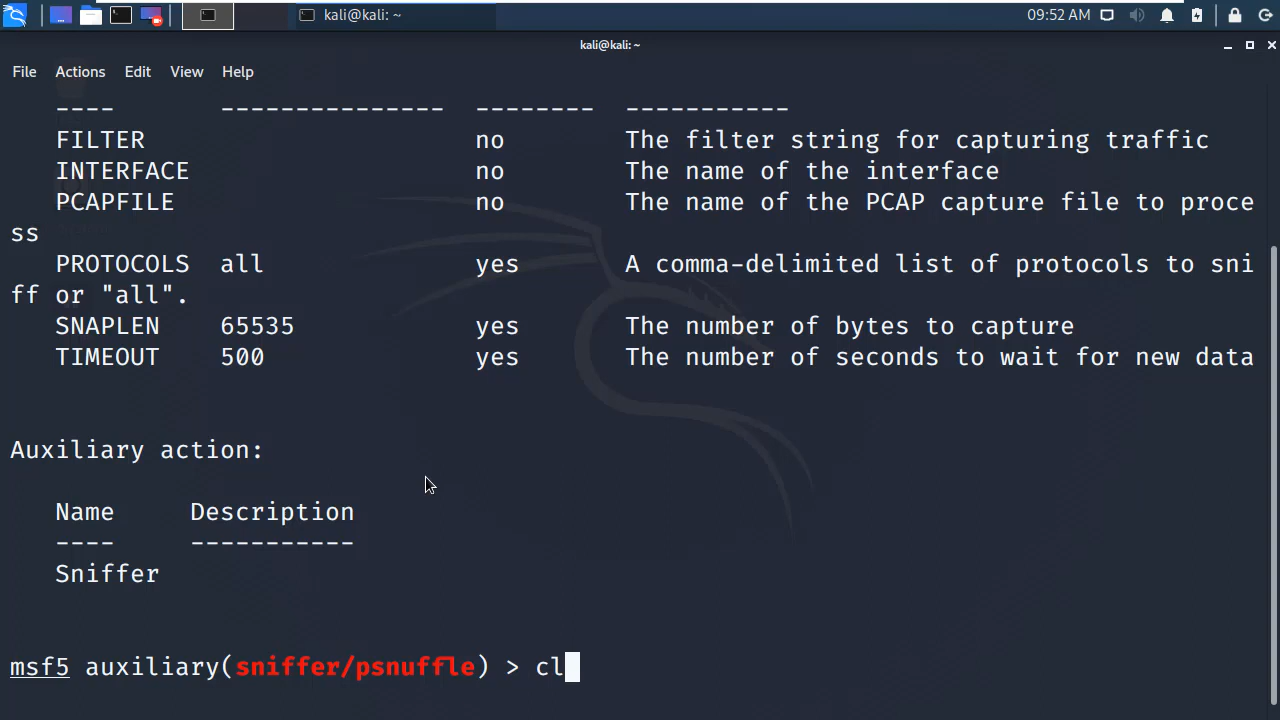 kali@kali: ~
09:52 AM
kali@kali: ~
File Actions Edit View Help
---- --------------- -------- -----------
FILTER no The filter string for capturing traffic
INTERFACE no The name of the interface
PCAPFILE no The name of the PCAP capture file to proce
ss
PROTOCOLS all yes A comma-delimited list of protocols to sni
ff or "all".
SNAPLEN 65535 yes The number of bytes to capture
TIMEOUT 500 yes The number of seconds to wait for new data
Auxiliary action:
Name Description
---- -----------
Sniffer
msf5 auxiliary(sniffer/psnuffle) > cl